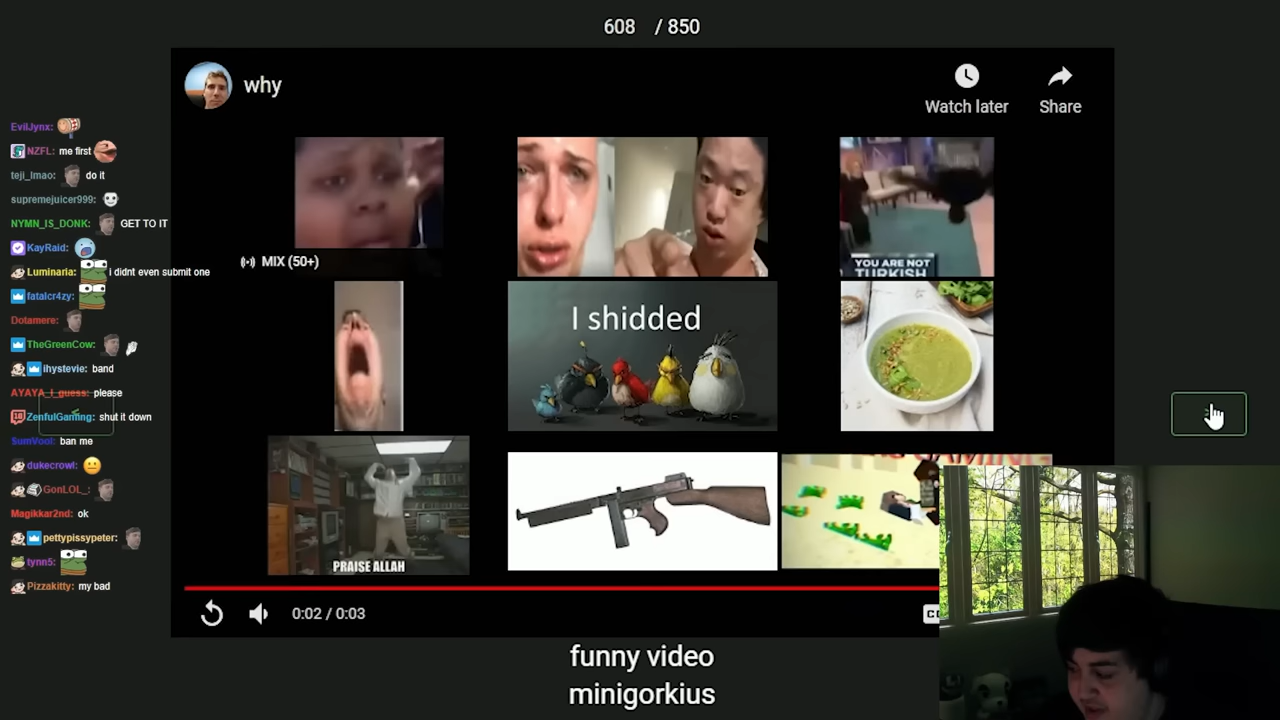 608 / 850
why
Watch later
Share
EvilJynx:
NZFL: me first
teji_lmao: do it
supremejuicer999:
NYMN_IS_DONK: GET TO IT
KayRaid:
Luminaria: i didnt even submit one
fatalcr4zy:
Dotamere:
TheGreenCow:
ihystevie: band
AYAYA_I_guess: please
ZenfulGaming: shut it down
$umVool: ban me
dukecrowl:
GonLOL_:
Magikkar2nd: ok
pettypissypeter:
tynn5:
Pizzakitty: my bad
MIX (50+)
YOU ARE NOT
TURKISH
I shidded
PRAISE ALLAH
GAMING
0:02 / 0:03
CC
funny video
minigorkius